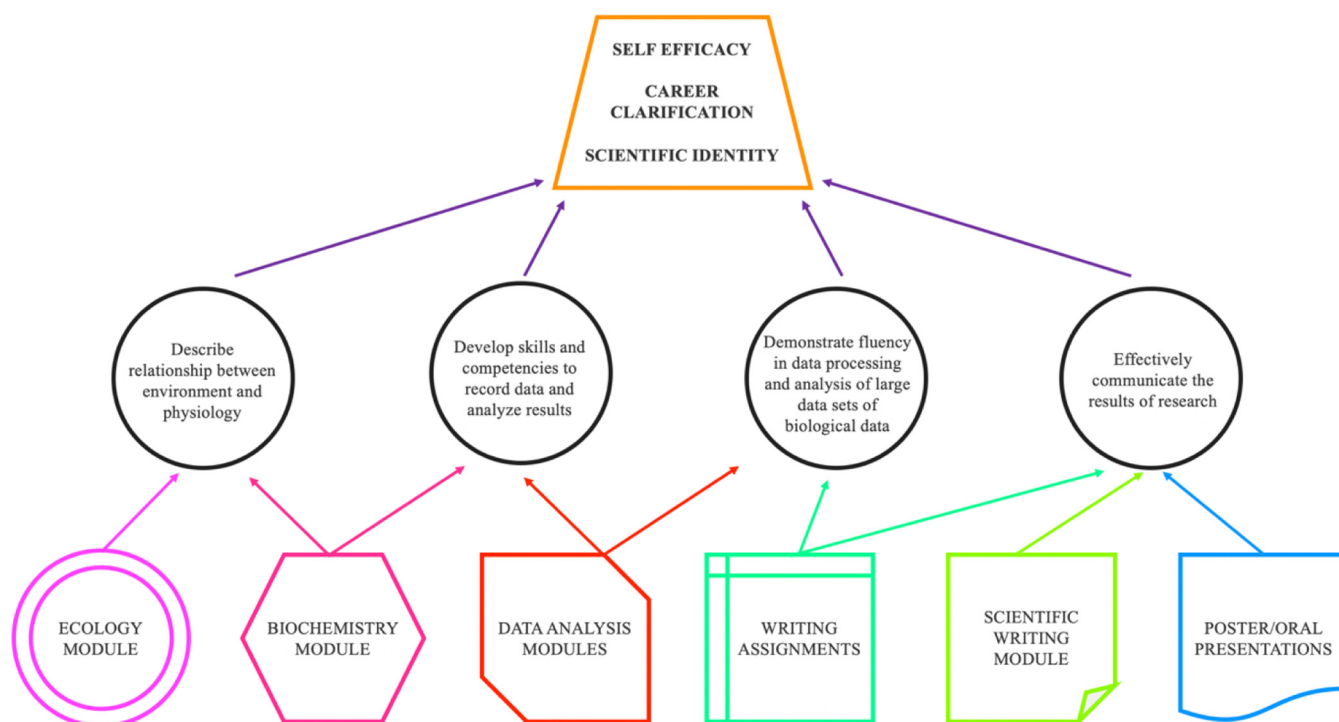 SELF EFFICACY
CAREER
CLARIFICATION
SCIENTIFIC IDENTITY
Describe
relationship between
environment and
physiology
Develop skills and
competencies to
record data and
analyze results
Demonstrate fluency
in data processing
and analysis of large
data sets of
biological data
Effectively
communicate the
results of research
ECOLOGY
MODULE
BIOCHEMISTRY
MODULE
DATA ANALYSIS
MODULES
WRITING
ASSIGNMENTS
SCIENTIFIC
WRITING
MODULE
POSTER/ORAL
PRESENTATIONS